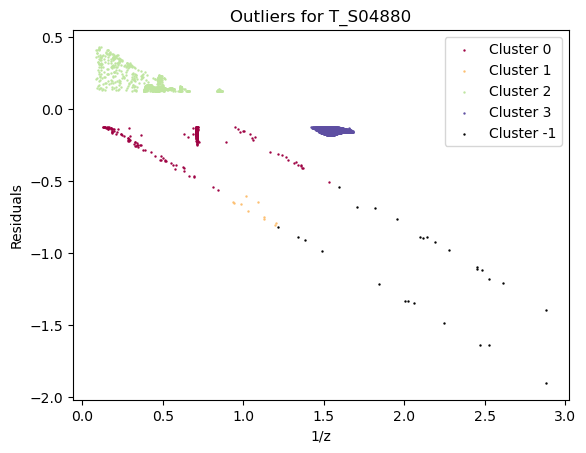 Outliers for T_S04880
0.5
0.0
−0.5
−1.0
−1.5
−2.0
Residuals
Cluster 0
Cluster 1
Cluster 2
Cluster 3
Cluster -1
0.0 0.5 1.0 1.5 2.0 2.5 3.0
1/z